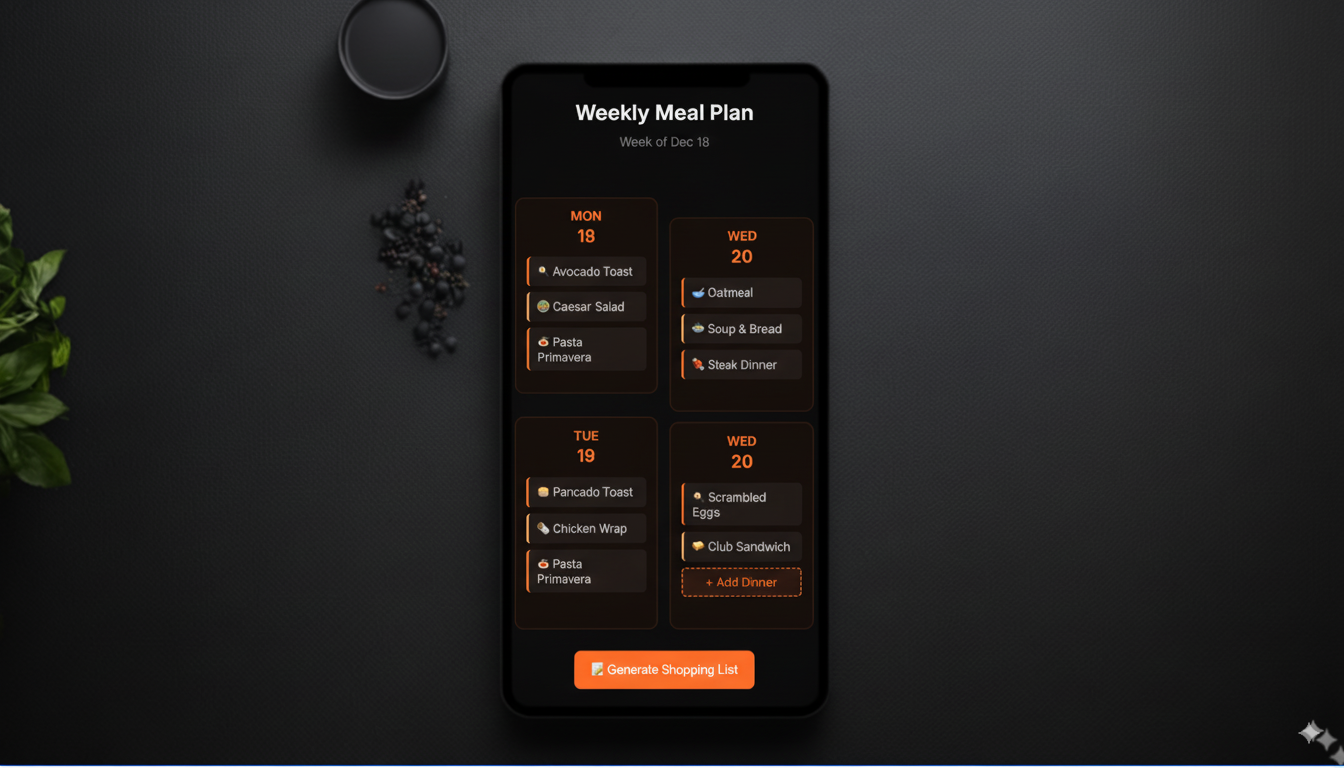 Weekly Meal Plan
Week of Dec 18
MON
18
Avocado Toast
Caesar Salad
Pasta
Primavera
WED
20
Oatmeal
Soup & Bread
Steak Dinner
TUE
19
Pancado Toast
Chicken Wrap
Pasta
Primavera
WED
20
Scrambled
Eggs
Club Sandwich
+ Add Dinner
Generate Shopping List